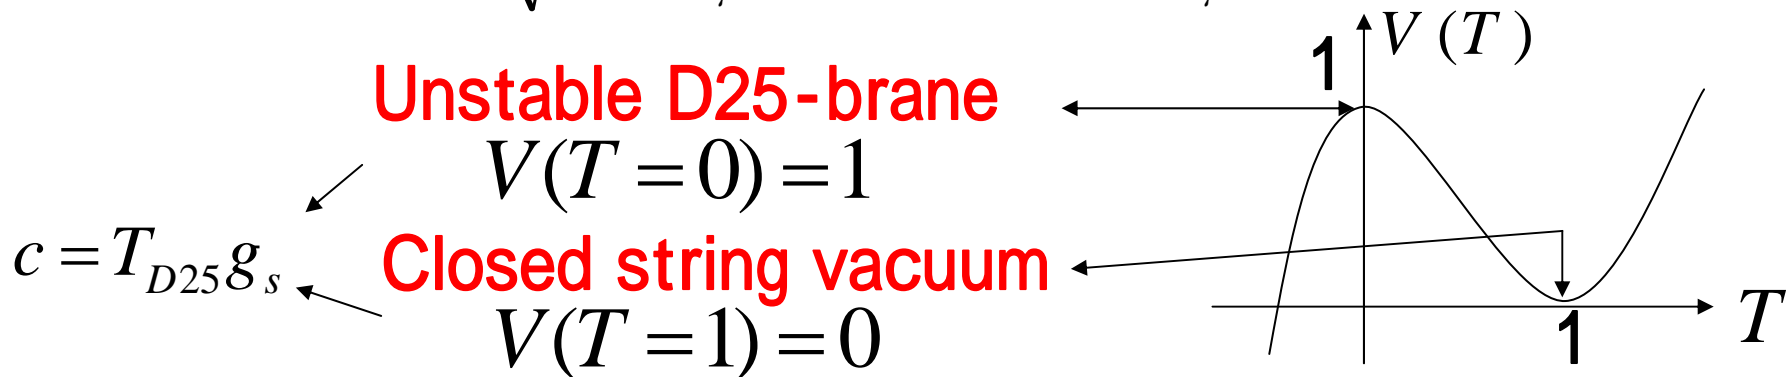 Unstable D25-brane
V(T = 0) = 1
c = T_{D25} g_s
Closed string vacuum
V(T = 1) = 0
1
V (T )
1
T